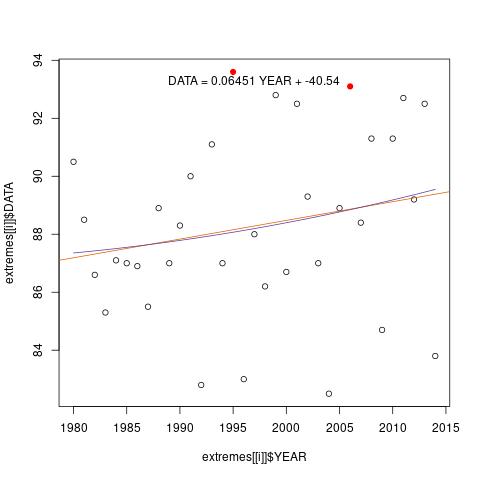 94
DATA = 0.06451 YEAR + -40.54
92
90
88
86
84
extremes[[i]]$DATA
1980 1985 1990 1995 2000 2005 2010 2015
extremes[[i]]$YEAR